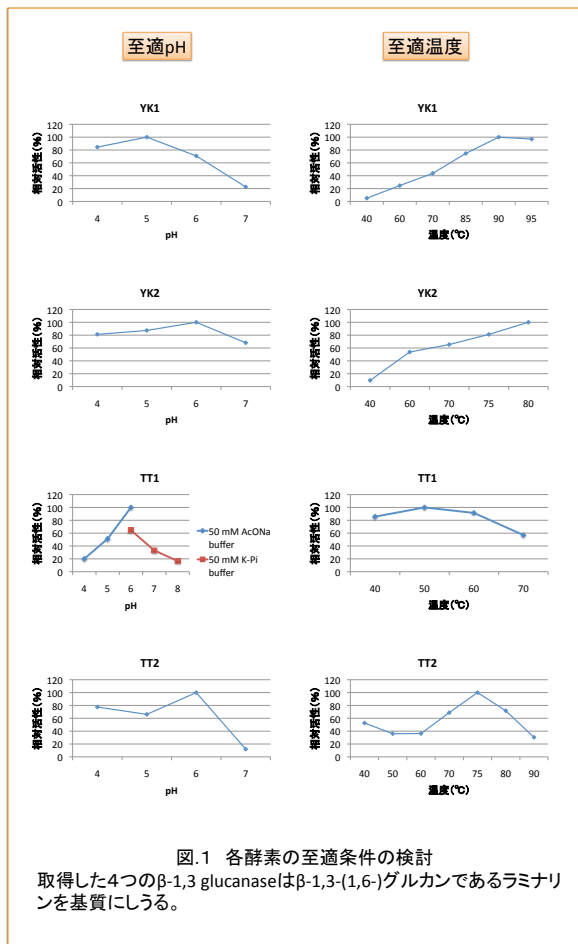 至適pH
至適温度
YK1
相対活性(%)
120
100
80
60
40
20
0
4 5 6 7
pH
YK1
相対活性(%)
120
100
80
60
40
20
0
40 60 70 85 90 95
温度(℃)
YK2
相対活性(%)
120
100
80
60
40
20
0
4 5 6 7
pH
YK2
相対活性(%)
120
100
80
60
40
20
0
40 60 70 75 80
温度(℃)
TT1
相対活性(%)
120
100
80
60
40
20
0
4 5 6 7 8
pH
50 mM AcONa
buffer
50 mM K-Pi
buffer
TT1
相対活性(%)
120
100
80
60
40
20
0
40 50 60 70
温度(℃)
TT2
相対活性(%)
120
100
80
60
40
20
0
4 5 6 7
pH
TT2
相対活性(%)
120
100
80
60
40
20
0
40 50 60 70 75 80 90
温度(℃)
図.1 各酵素の至適条件の検討
取得した4つのβ-1,3 glucanaseはβ-1,3-(1,6-)グルカンであるラミナリ
ンを基質にしうる。